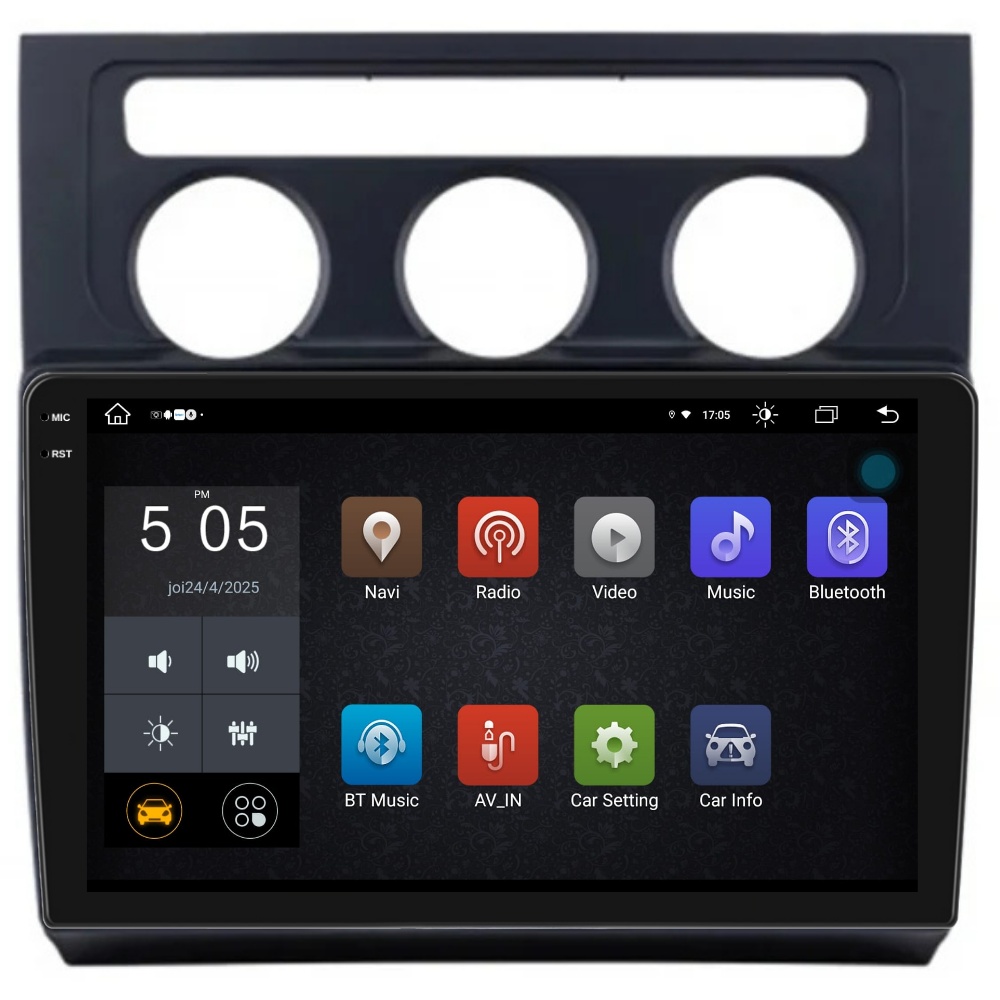 MIC
RST
17:05
PM
5 05
joi24/4/2025
Navi
Radio
Video
Music
Bluetooth
BT Music
AV_IN
Car Setting
Car Info